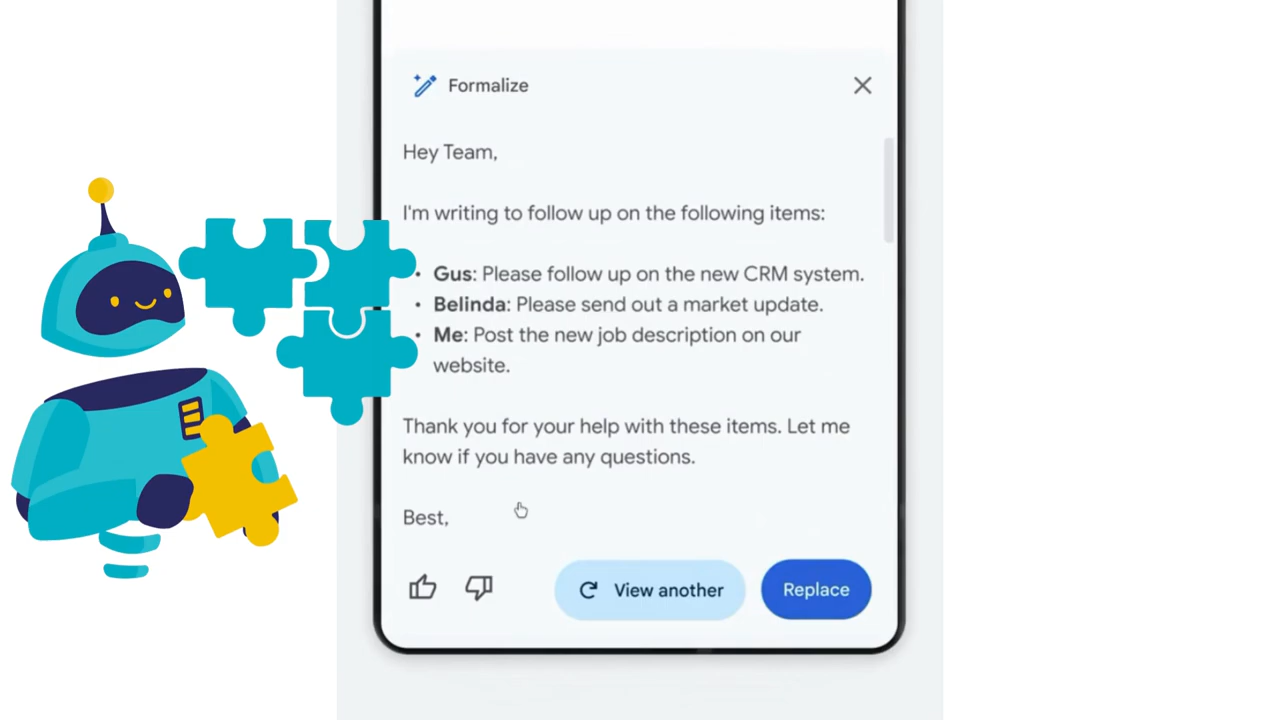 Formalize
Hey Team,
I'm writing to follow up on the following items:
• Gus: Please follow up on the new CRM system.
• Belinda: Please send out a market update.
• Me: Post the new job description on our
website.
Thank you for your help with these items. Let me
know if you have any questions.
Best,
View another
Replace